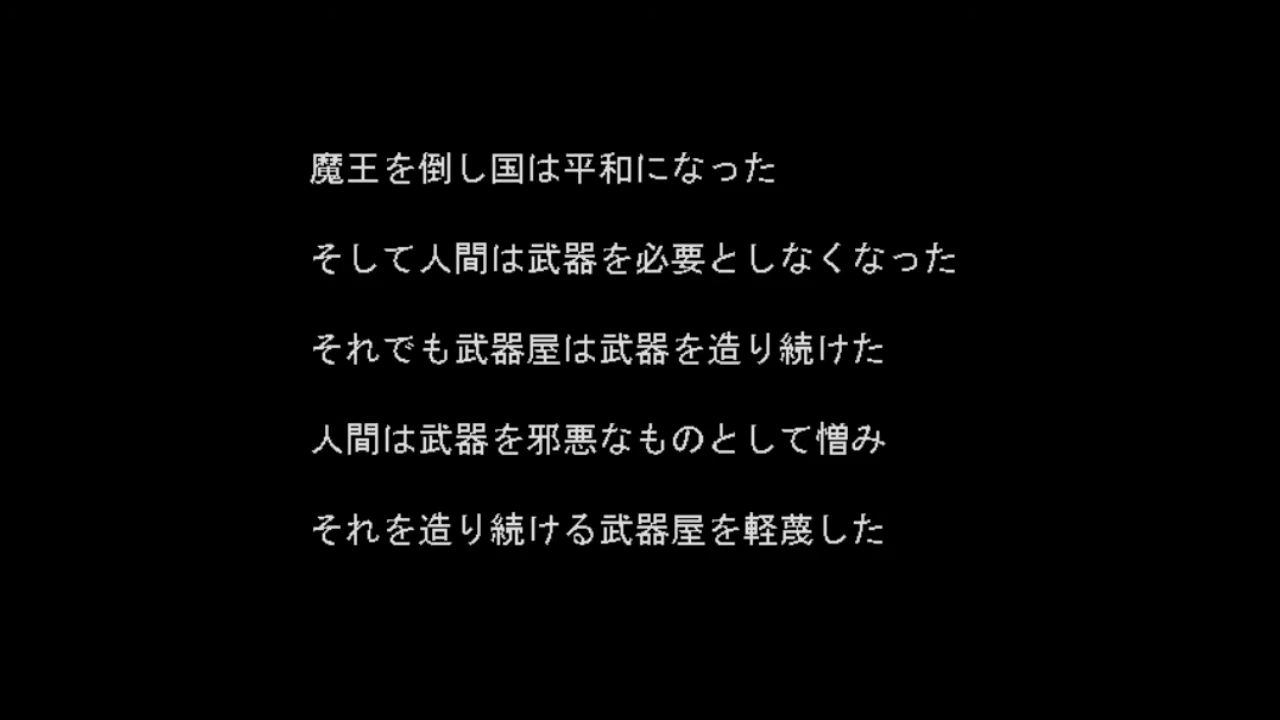 魔王を倒し国は平和になった
そして人間は武器を必要としなくなった
それでも武器屋は武器を造り続けた
人間は武器を邪悪なものとして憎み
それを造り続ける武器屋を軽蔑した